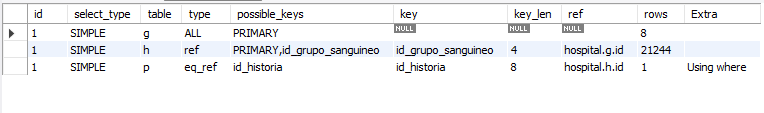 id select_type table type possible_keys key key_len ref rows Extra
1 SIMPLE g ALL PRIMARY NULL NULL NULL 8
1 SIMPLE h ref PRIMARY,id_grupo_sanguineo id_grupo_sanguineo 4 hospital.g.id 21244
1 SIMPLE p eq_ref id_historia id_historia 8 hospital.h.id 1 Using where